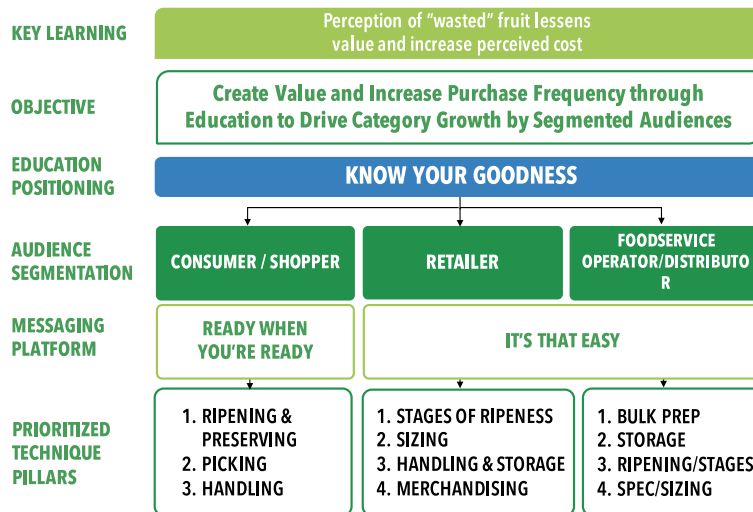 KEY LEARNING
Perception of “wasted” fruit lessens
value and increase perceived cost
OBJECTIVE
Create Value and Increase Purchase Frequency through
Education to Drive Category Growth by Segmented Audiences
EDUCATION
POSITIONING
KNOW YOUR GOODNESS
AUDIENCE
SEGMENTATION
CONSUMER / SHOPPER
RETAILER
FOODSERVICE
OPERATOR/DISTRIBUTO
R
MESSAGING
PLATFORM
READY WHEN
YOU’RE READY
IT’S THAT EASY
PRIORITIZED
TECHNIQUE
PILLARS
1. RIPENING &
PRESERVING
2. PICKING
3. HANDLING
1. STAGES OF RIPENESS
2. SIZING
3. HANDLING & STORAGE
4. MERCHANDISING
1. BULK PREP
2. STORAGE
3. RIPENING/STAGES
4. SPEC/SIZING